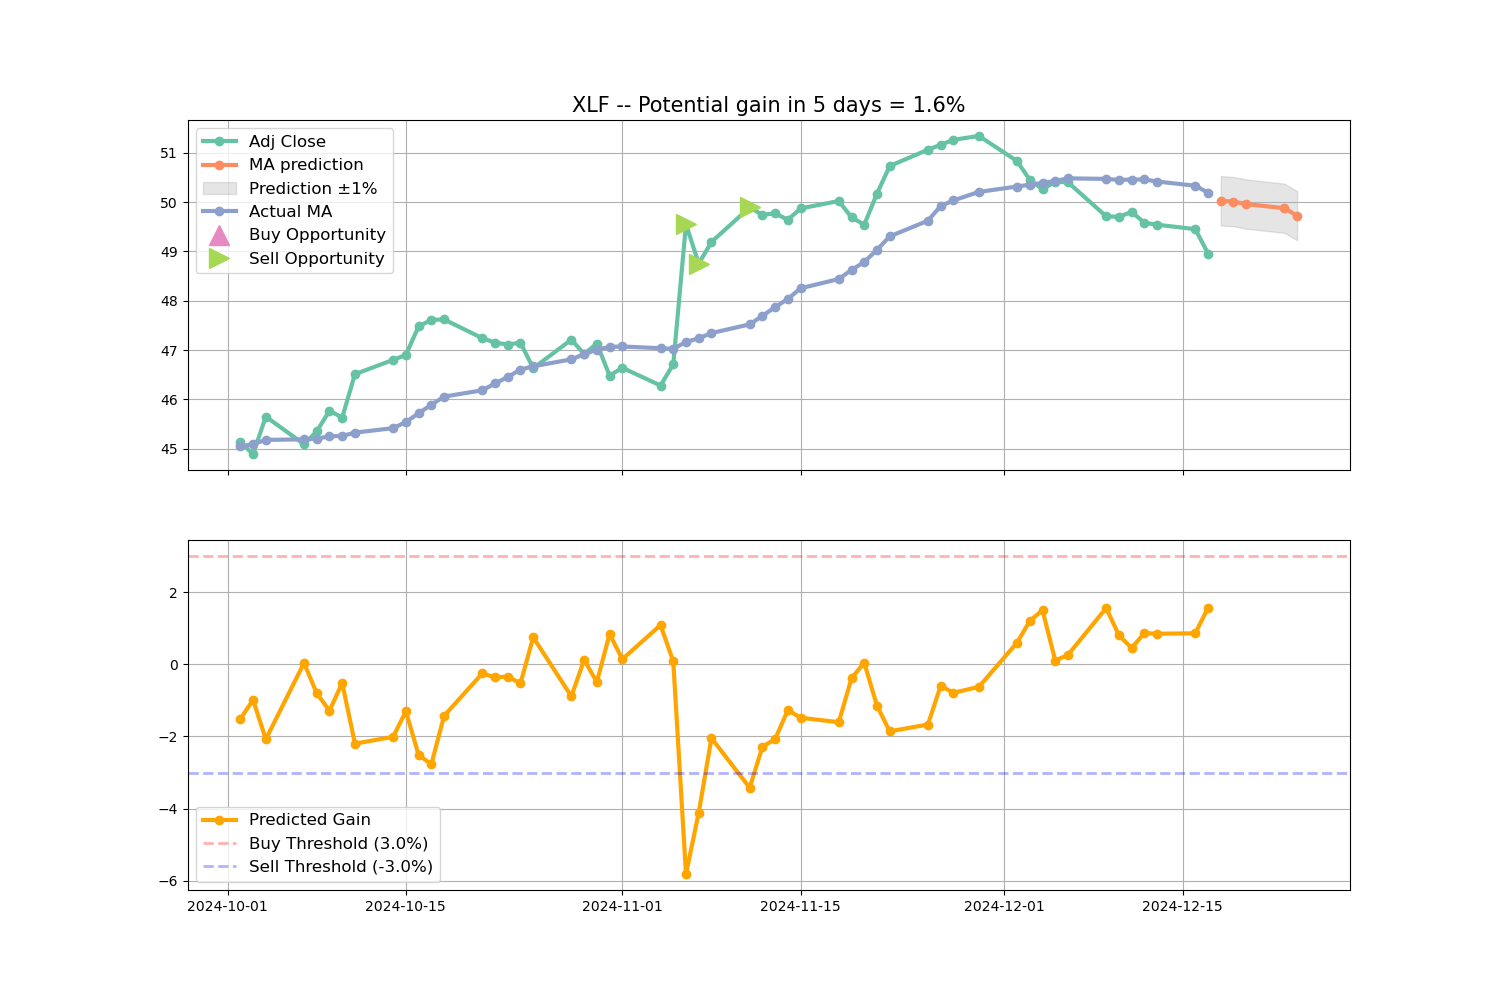 XLF -- Potential gain in 5 days = 1.6%
51
50
49
48
47
46
45
Adj Close
MA prediction
Prediction ±1%
Actual MA
Buy Opportunity
Sell Opportunity
2
0
−2
−4
−6
Predicted Gain
Buy Threshold (3.0%)
Sell Threshold (-3.0%)
2024-10-01
2024-10-15
2024-11-01
2024-11-15
2024-12-01
2024-12-15